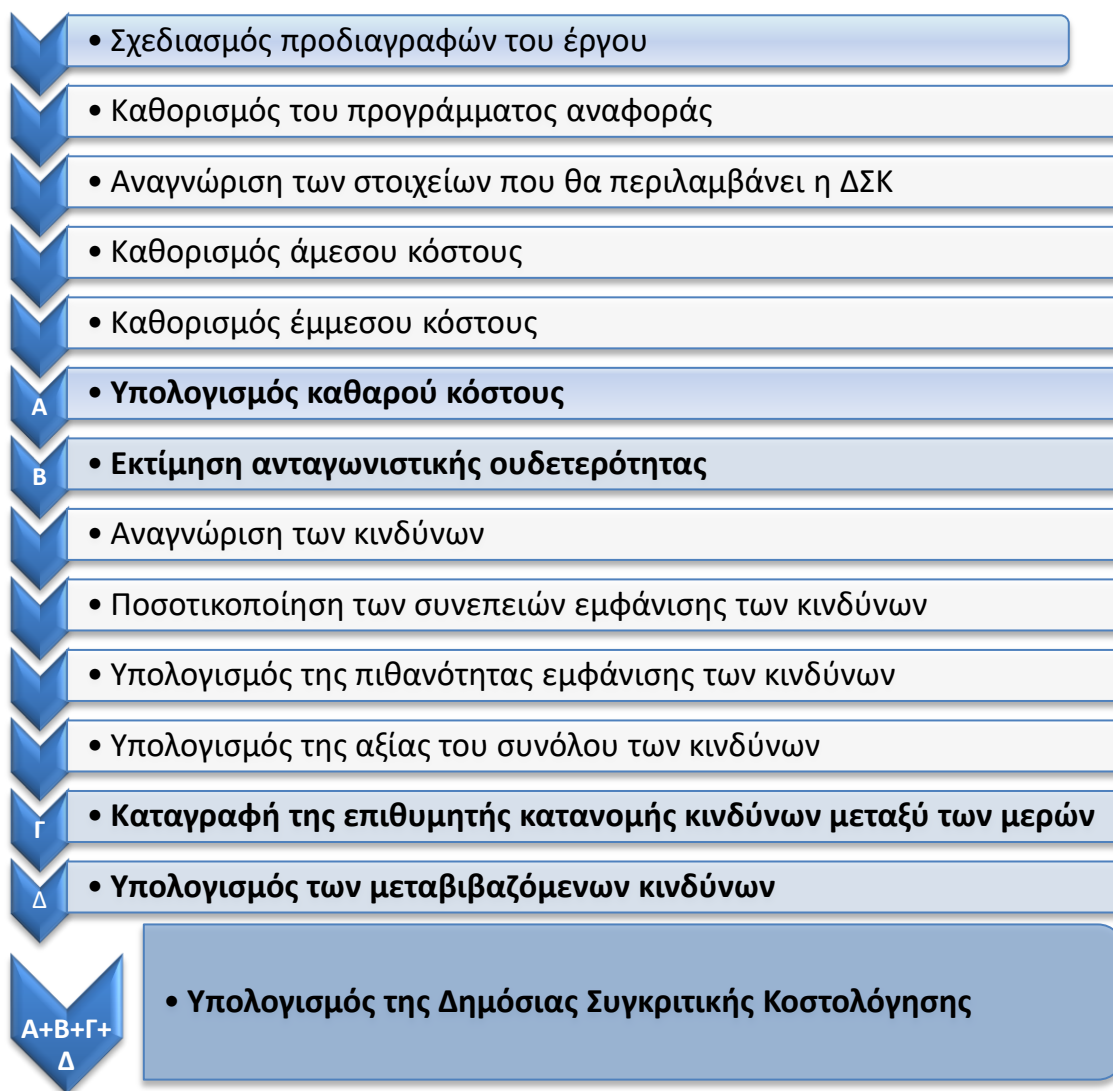 • Σχεδιασμός προδιαγραφών του έργου
• Καθορισμός του προγράμματος αναφοράς
• Αναγνώριση των στοιχείων που θα περιλαμβάνει η ΔΣΚ
• Καθορισμός άμεσου κόστους
• Καθορισμός έμμεσου κόστους
Α • Υπολογισμός καθαρού κόστους
Β • Εκτίμηση ανταγωνιστικής ουδετερότητας
• Αναγνώριση των κινδύνων
• Ποσοτικοποίηση των συνεπειών εμφάνισης των κινδύνων
• Υπολογισμός της πιθανότητας εμφάνισης των κινδύνων
• Υπολογισμός της αξίας του συνόλου των κινδύνων
Γ • Καταγραφή της επιθυμητής κατανομής κινδύνων μεταξύ των μερών
Δ • Υπολογισμός των μεταβιβαζόμενων κινδύνων
• Υπολογισμός της Δημόσιας Συγκριτικής Κοστολόγησης
Α+Β+Γ+
Δ